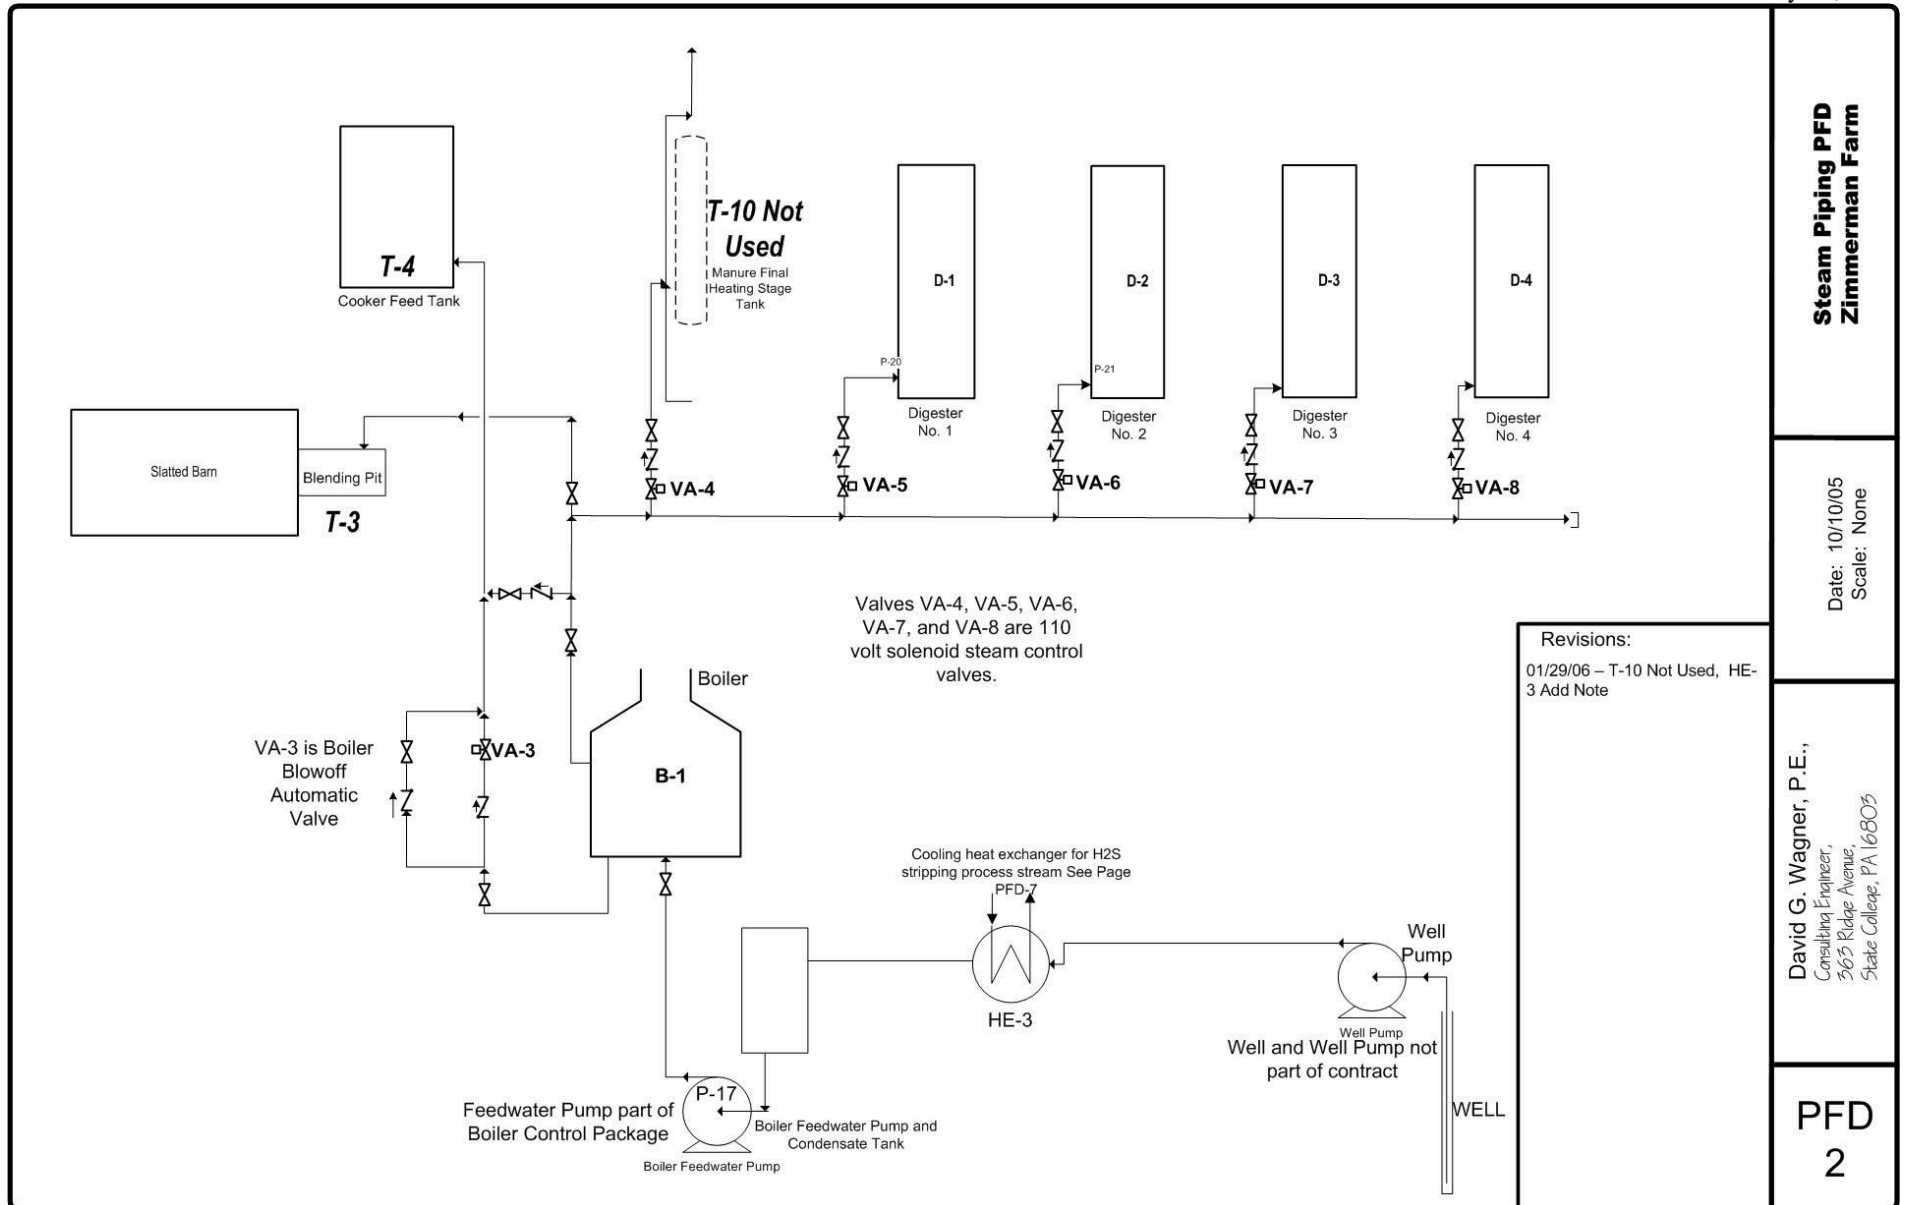 T-4
Cooker Feed Tank
T-10 Not
Used
Manure Final
Heating Stage
Tank
D-1
D-2
D-3
D-4
P-20
P-21
Digester
No. 1
Digester
No. 2
Digester
No. 3
Digester
No. 4
Slatted Barn
Blending Pit
T-3
VA-4
VA-5
VA-6
VA-7
VA-8
Valves VA-4, VA-5, VA-6,
VA-7, and VA-8 are 110
volt solenoid steam control
valves.
Boiler
B-1
VA-3 is Boiler
Blowoff
Automatic
Valve
VA-3
Cooling heat exchanger for H2S
stripping process stream See Page
PFD-7
HE-3
Well
Pump
Well Pump
Well and Well Pump not
part of contract
WELL
P-17
Feedwater Pump part of
Boiler Control Package
Boiler Feedwater Pump and
Condensate Tank
Boiler Feedwater Pump
Revisions:
01/29/06 – T-10 Not Used, HE-
3 Add Note
Steam Piping PFD
Zimmerman Farm
Date: 10/10/05
Scale: None
David G. Wagner, P.E.,
Consulting Engineer,
363 Ridge Avenue,
State College, PA 16803
PFD
2